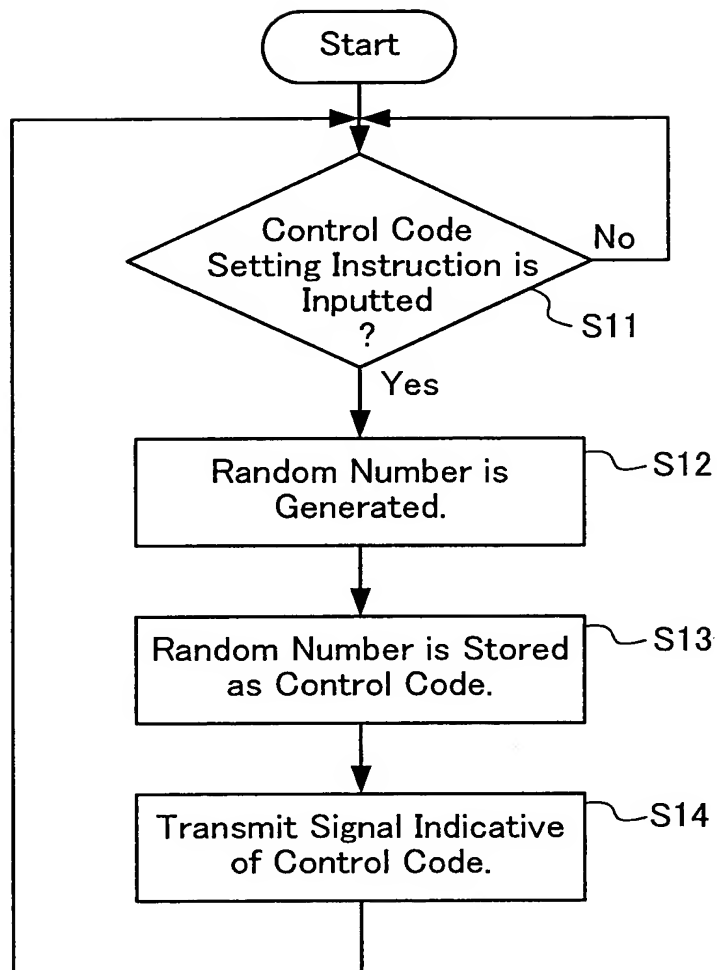 Start
Control Code
Setting Instruction is
Inputted
?
No
S11
Yes
Random Number is
Generated.
S12
Random Number is Stored
as Control Code.
S13
Transmit Signal Indicative
of Control Code.
S14